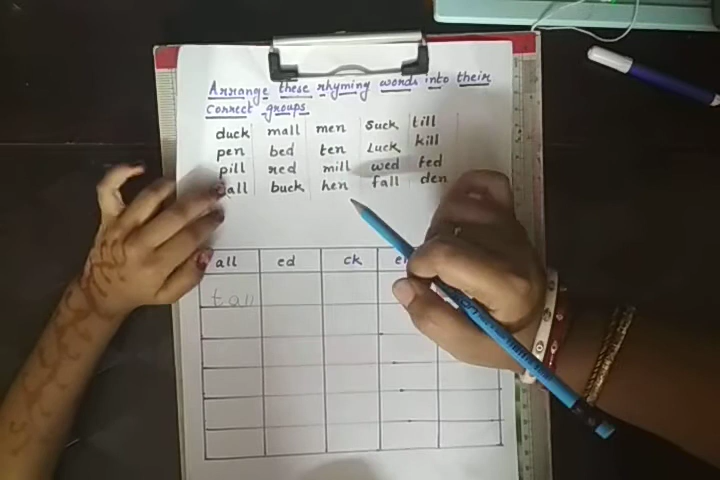 Arrange these rhyming words into their
correct groups
duck mall men suck till
pen bed ten Luck kill
pill red mill wed fed
hen fall den
buck
all ed ck
tall